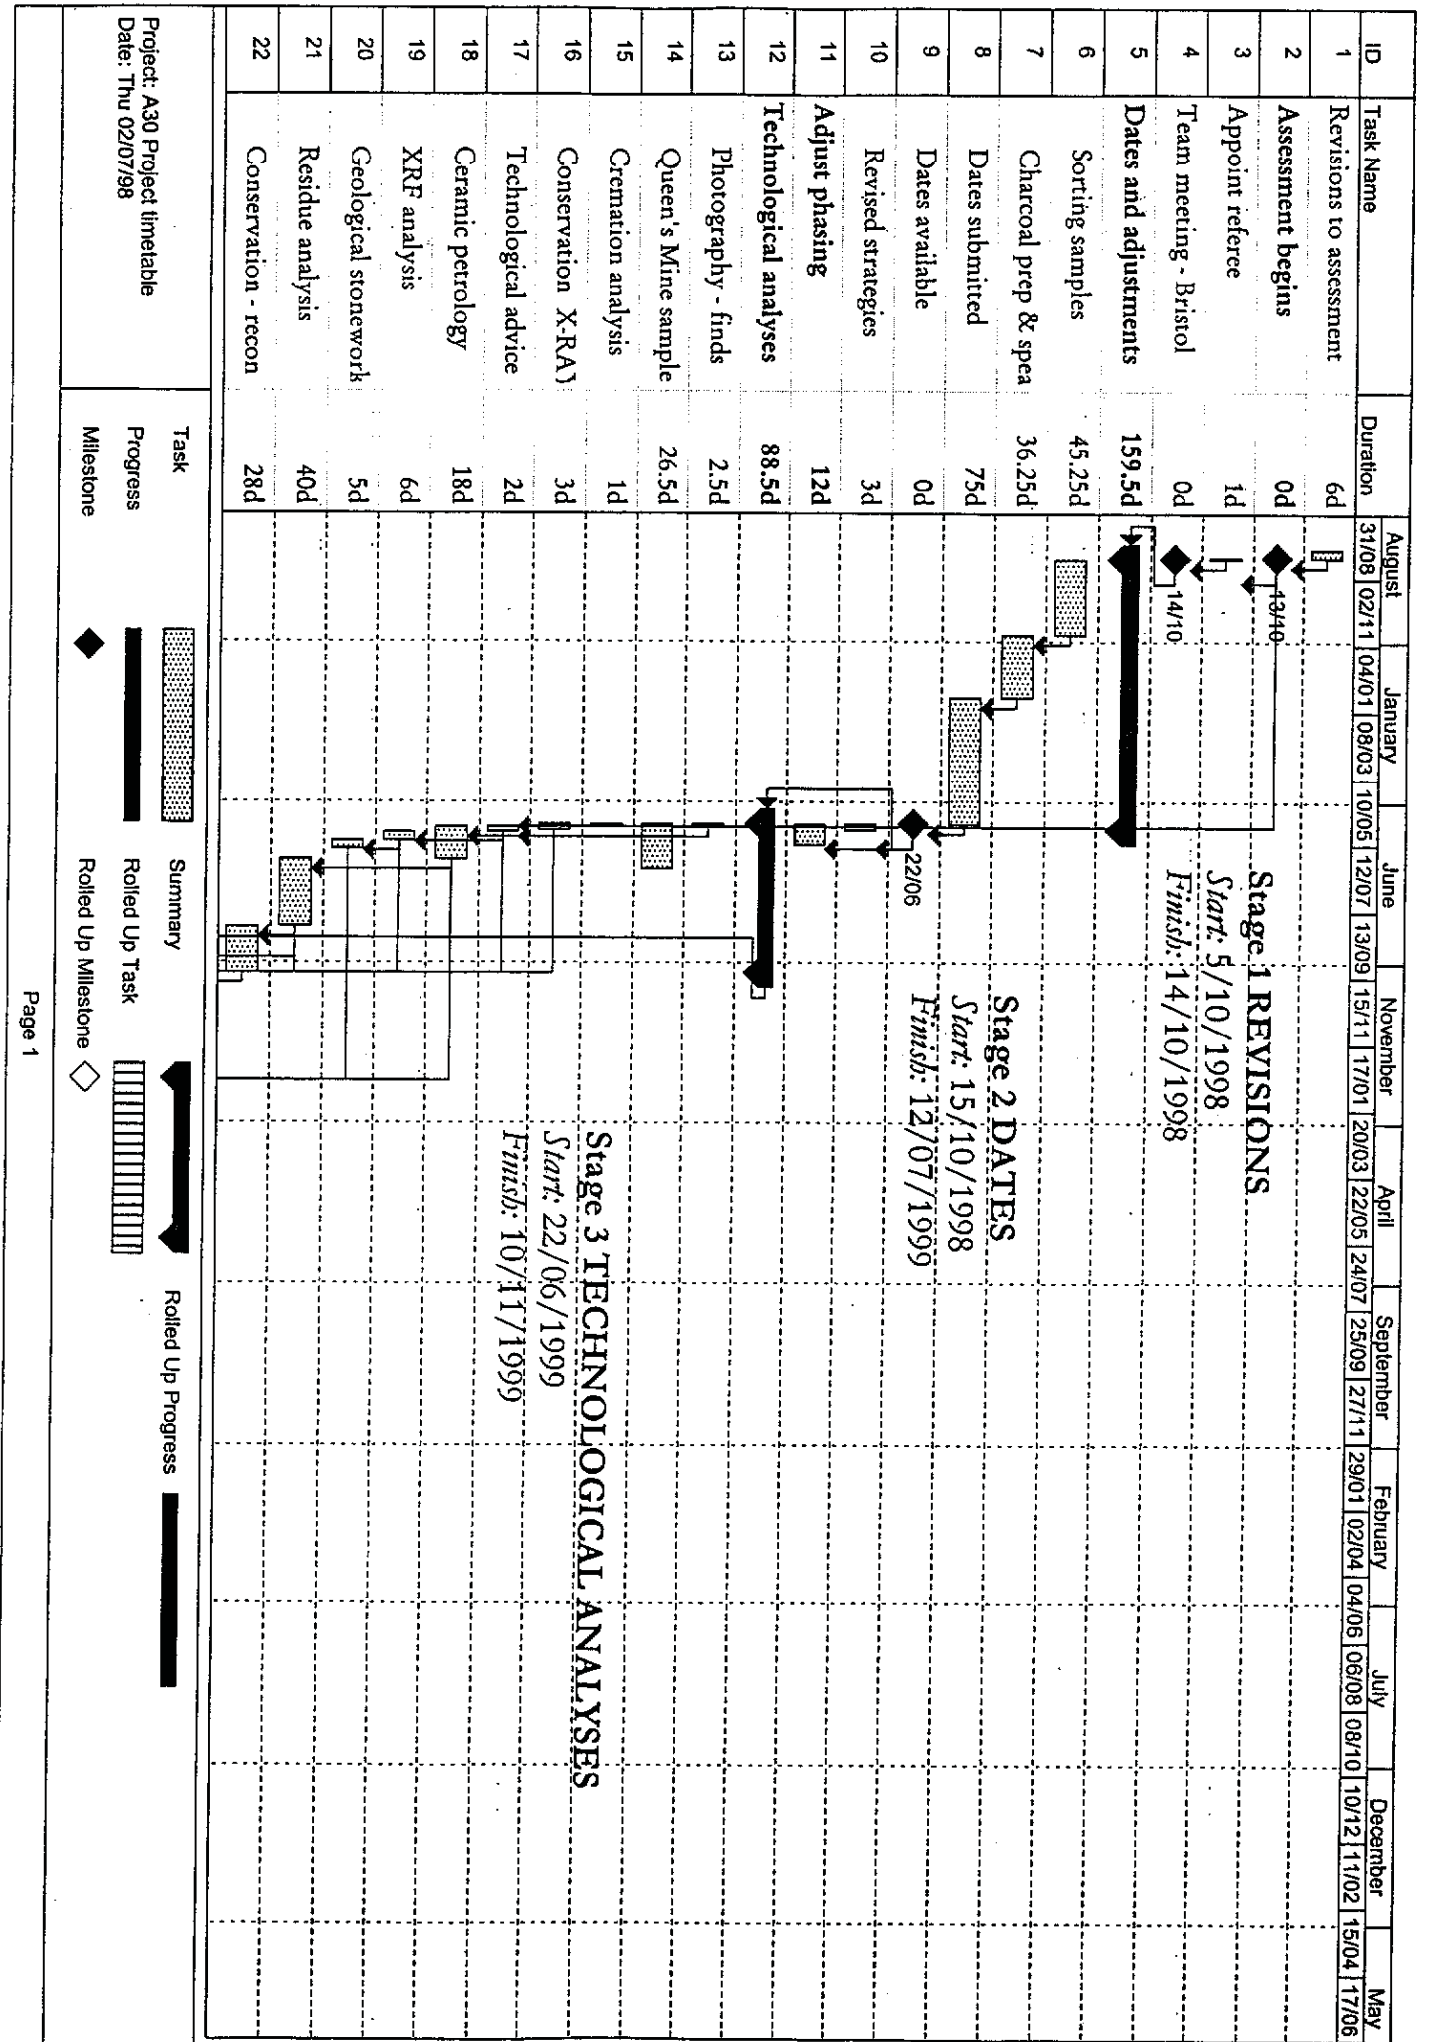 ID Task Name Duration
August January June November April September February July December May
31/08 02/11 04/01 08/03 10/05 12/07 13/09 15/11 17/01 20/03 22/05 24/07 25/09 27/11 29/01 02/04 04/06 06/08 08/10 10/12 11/02 15/04 17/06
1 Revisions to assessment 6d
2 Assessment begins 0d 13/10
3 Appoint referee 1d
4 Team meeting - Bristol 0d 14/10
5 Dates and adjustments 159.5d
6 Sorting samples 45.25d
7 Charcoal prep & spea 36.25d
8 Dates submitted 75d
9 Dates available 0d 22/06
10 Revised strategies 3d
11 Adjust phasing 12d
12 Technological analyses 88.5d
13 Photography - finds 2.5d
14 Queen's Mine sample 26.5d
15 Cremation analysis 1d
16 Conservation X-RAY 3d
17 Technological advice 2d
18 Ceramic petrology 18d
19 XRF analysis 6d
20 Geological stonework 5d
21 Residue analysis 40d
22 Conservation - recon 28d
Stage 1 REVISIONS
Start: 5/10/1998
Finish: 14/10/1998
Stage 2 DATES
Start: 15/10/1998
Finish: 12/07/1999
Stage 3 TECHNOLOGICAL ANALYSES
Start: 22/06/1999
Finish: 10/11/1999
Project: A30 Project timetable
Date: Thu 02/07/98
Task
Progress
Milestone
Summary
Rolled Up Task
Rolled Up Milestone
Rolled Up Progress
Page 1